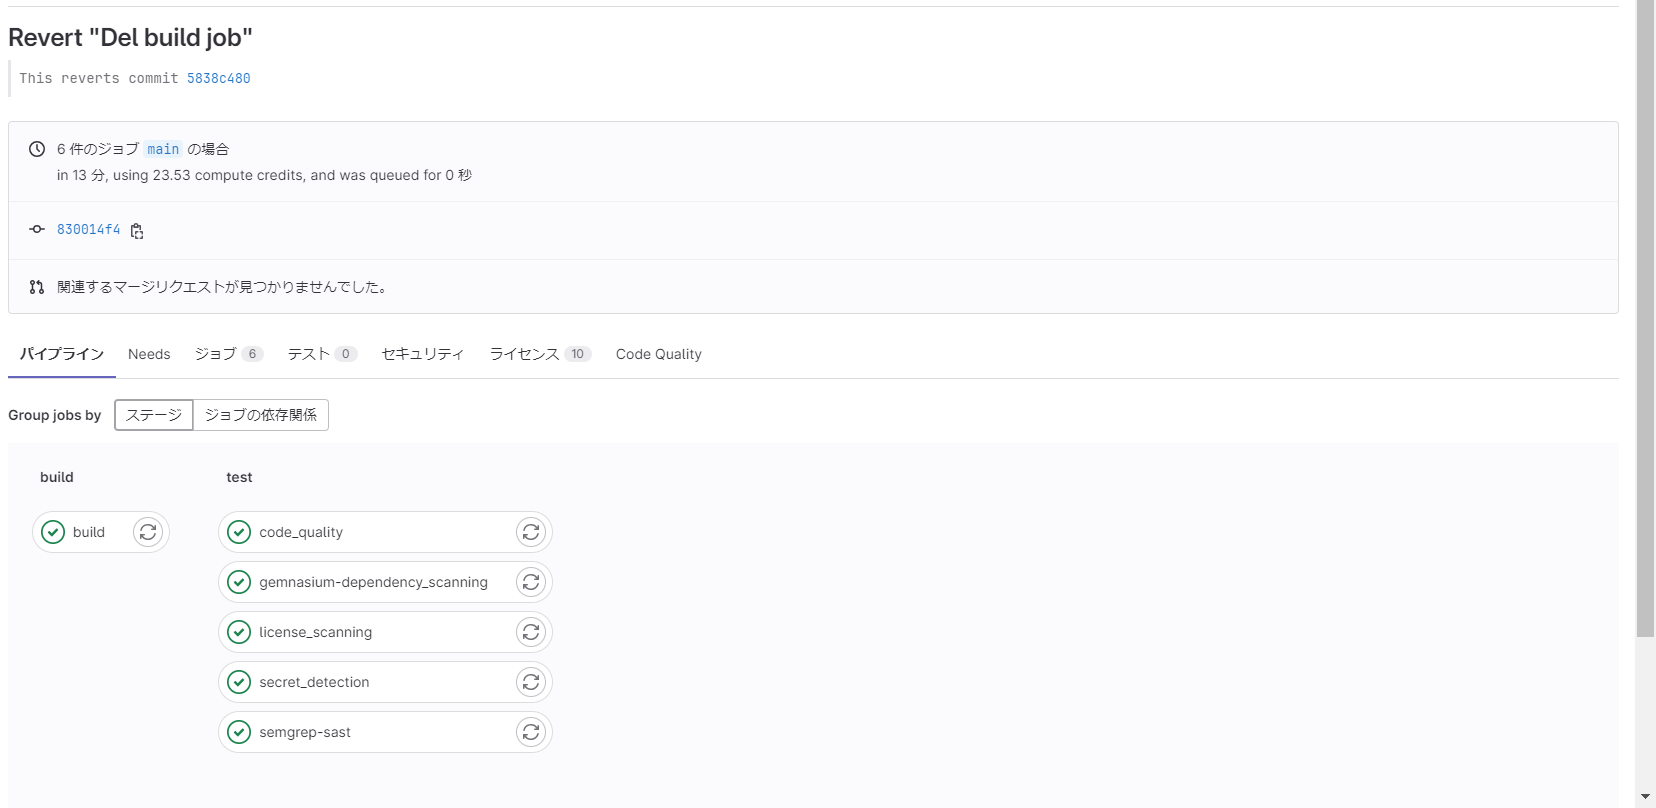 Revert "Del build job"
This reverts commit 5838c480
6 件のジョブ main の場合
in 13 分, using 23.53 compute credits, and was queued for 0 秒
830014f4
関連するマージリクエストが見つかりませんでした。
パイプライン Needs ジョブ 6 テスト 0 セキュリティ ライセンス 10 Code Quality
Group jobs by ステージ ジョブの依存関係
build test
build code_quality
gemnasium-dependency_scanning
license_scanning
secret_detection
semgrep-sast